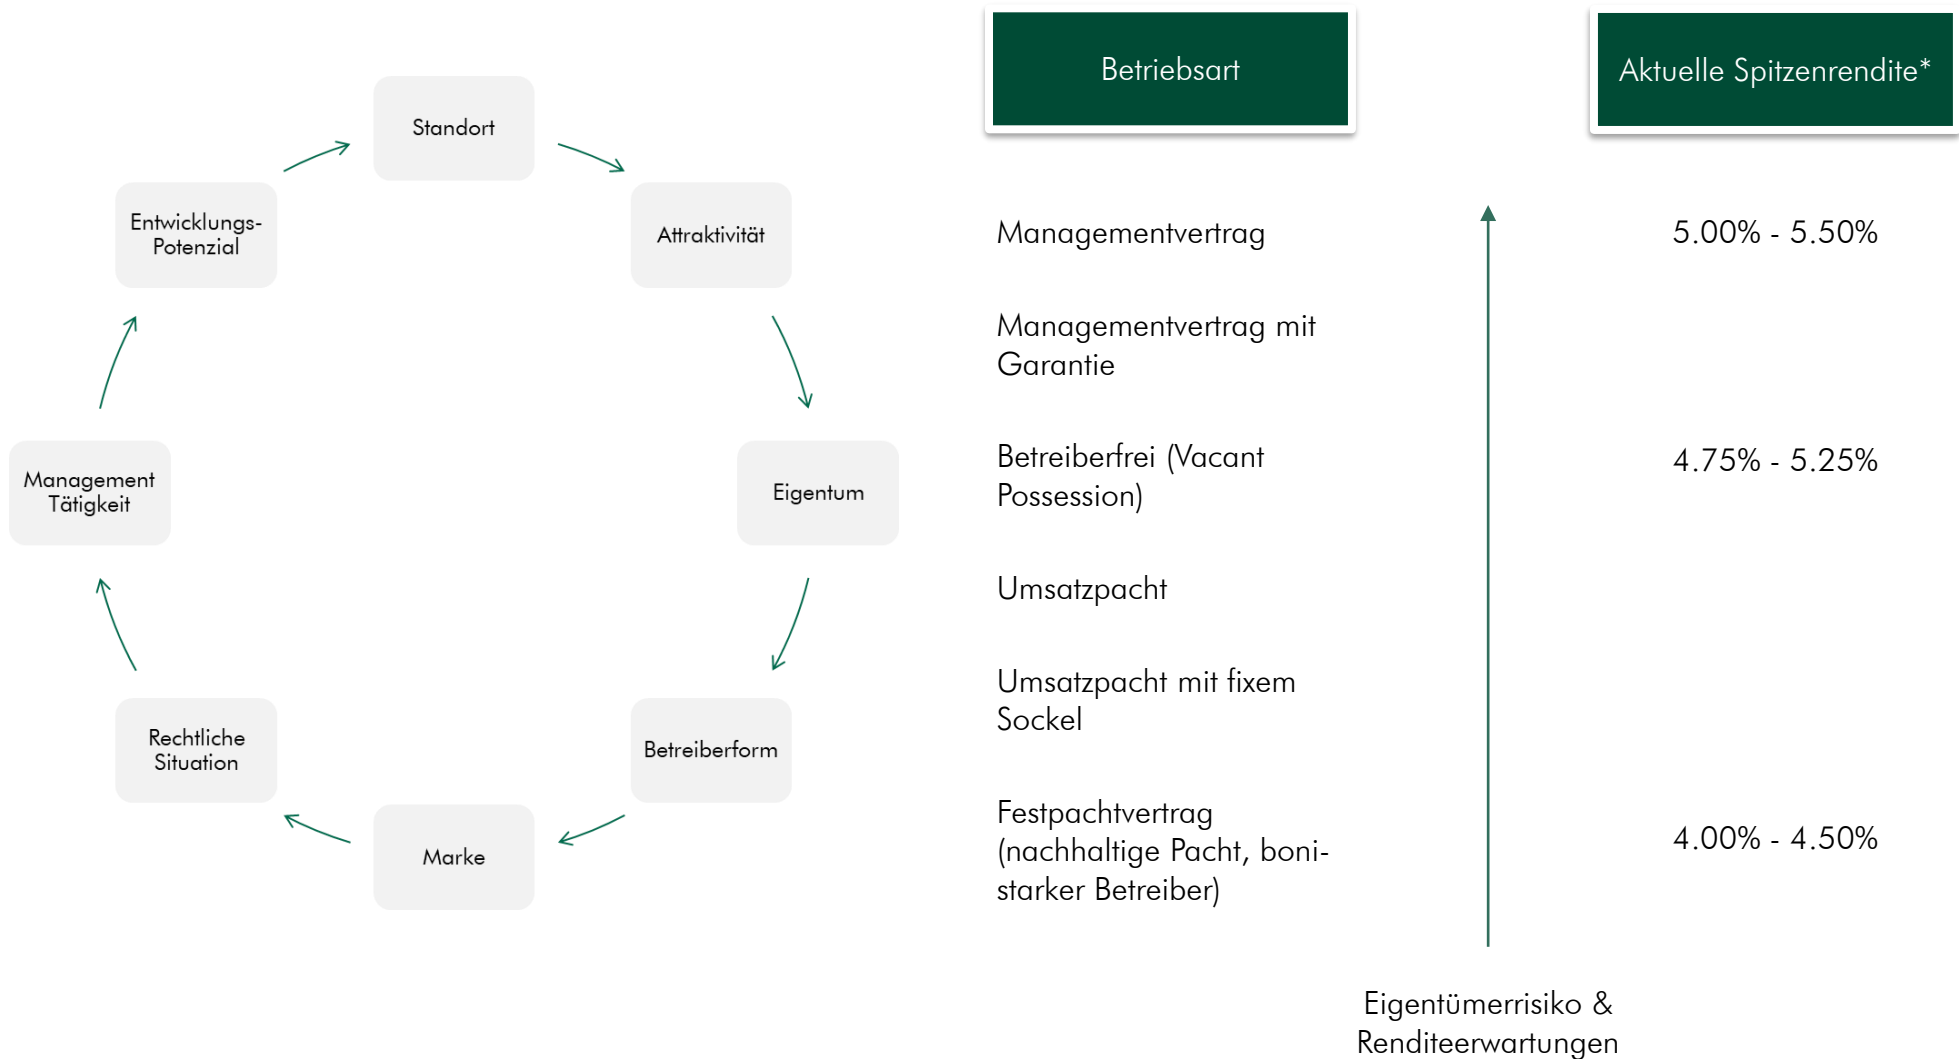 Standort
Attraktivität
Eigentum
Betreiberform
Marke
Rechtliche
Situation
Management
Tätigkeit
Entwicklungs-
Potenzial
Betriebsart
Aktuelle Spitzenrendite*
Managementvertrag
5.00% - 5.50%
Managementvertrag mit
Garantie
Betreiberfrei (Vacant
Possession)
4.75% - 5.25%
Umsatzpacht
Umsatzpacht mit fixem
Sockel
Festpachtvertrag
(nachhaltige Pacht, boni-
starker Betreiber)
4.00% - 4.50%
Eigentümerrisiko &
Renditeerwartungen